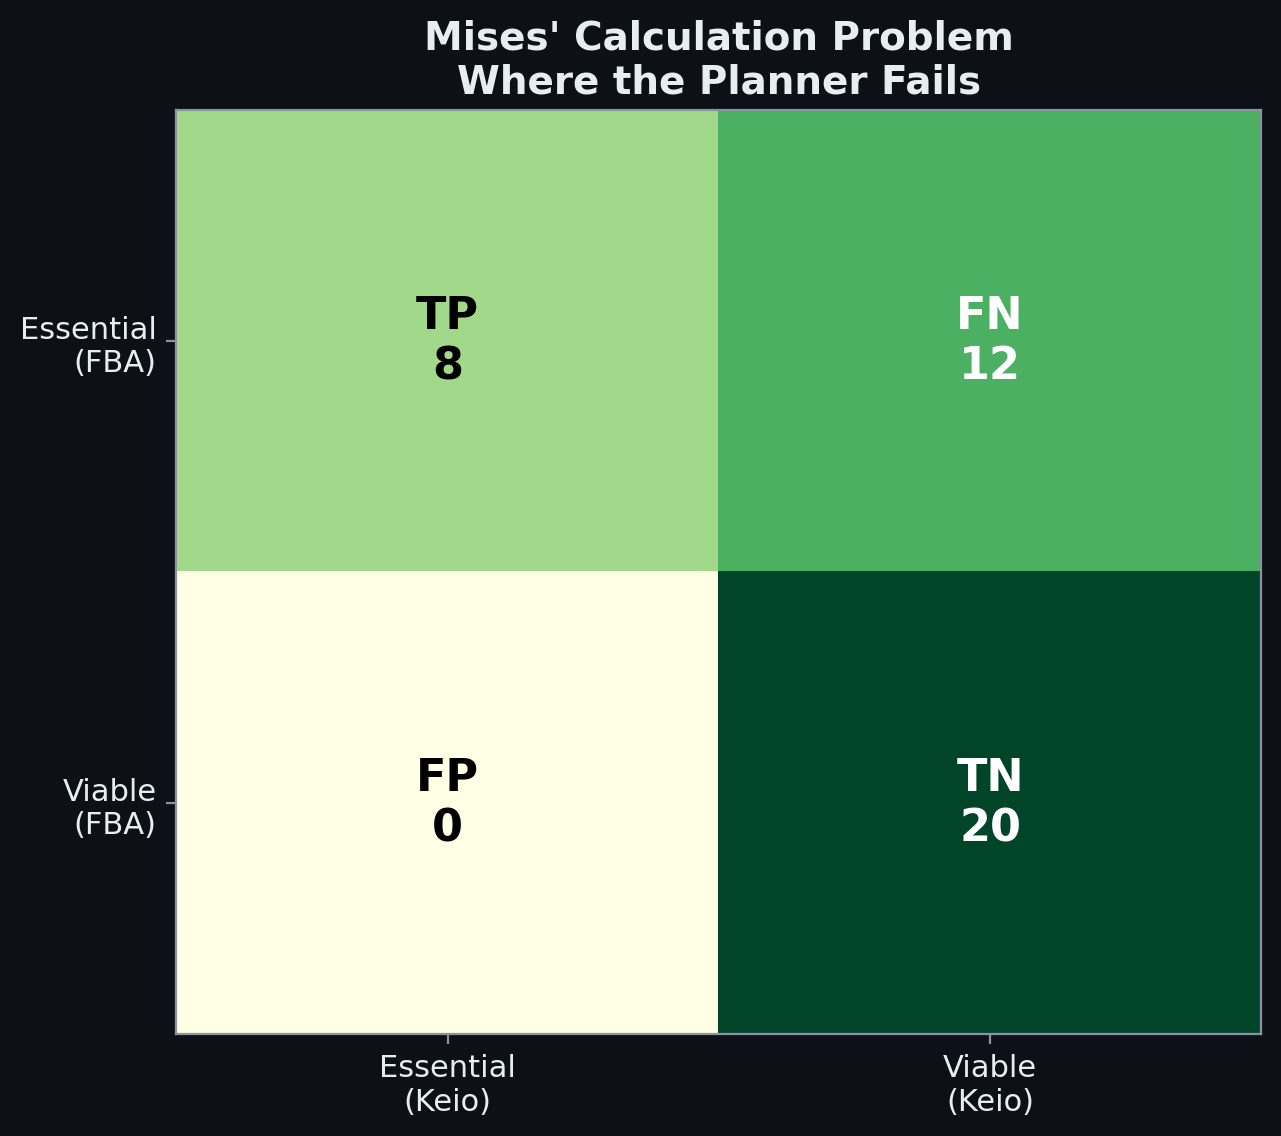 Mises' Calculation Problem
Where the Planner Fails
Essential
(FBA)
TP
8
FN
12
Viable
(FBA)
FP
0
TN
20
Essential
(Keio)
Viable
(Keio)